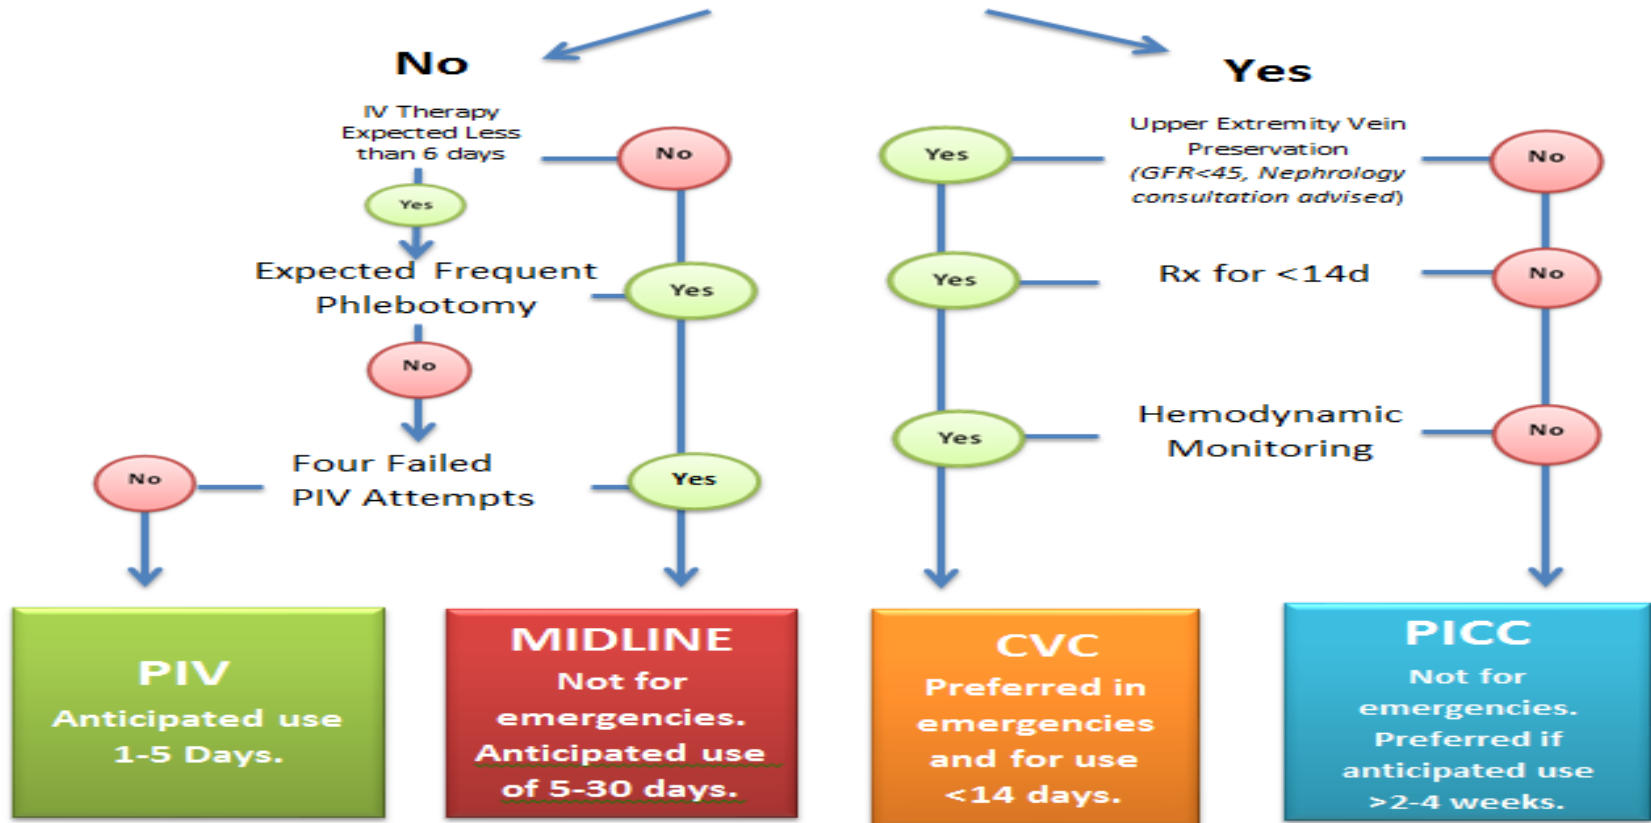 No
IV Therapy
Expected Less
than 6 days
No
Yes
Expected Frequent
Phlebotomy
Yes
No
Four Failed
PIV Attempts
No
Yes
Yes
Upper Extremity Vein
Preservation
(GFR<45, Nephrology
consultation advised)
Yes
No
Rx for <14d
Yes
No
Hemodynamic
Monitoring
Yes
No
PIV
Anticipated use
1-5 Days.
MIDLINE
Not for
emergencies.
Anticipated use
of 5-30 days.
CVC
Preferred in
emergencies
and for use
<14 days.
PICC
Not for
emergencies.
Preferred if
anticipated use
>2-4 weeks.